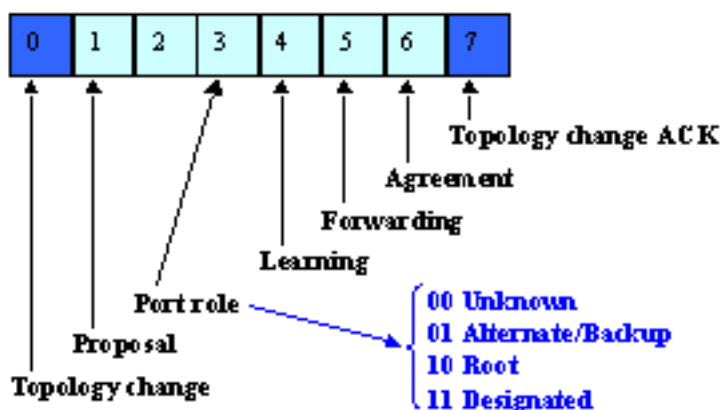 0 1 2 3 4 5 6 7
Topology change ACK
Agreement
Forwarding
Learning
Port role
00 Unknown
01 Alternate/Backup
10 Root
11 Designated
Proposal
Topology change